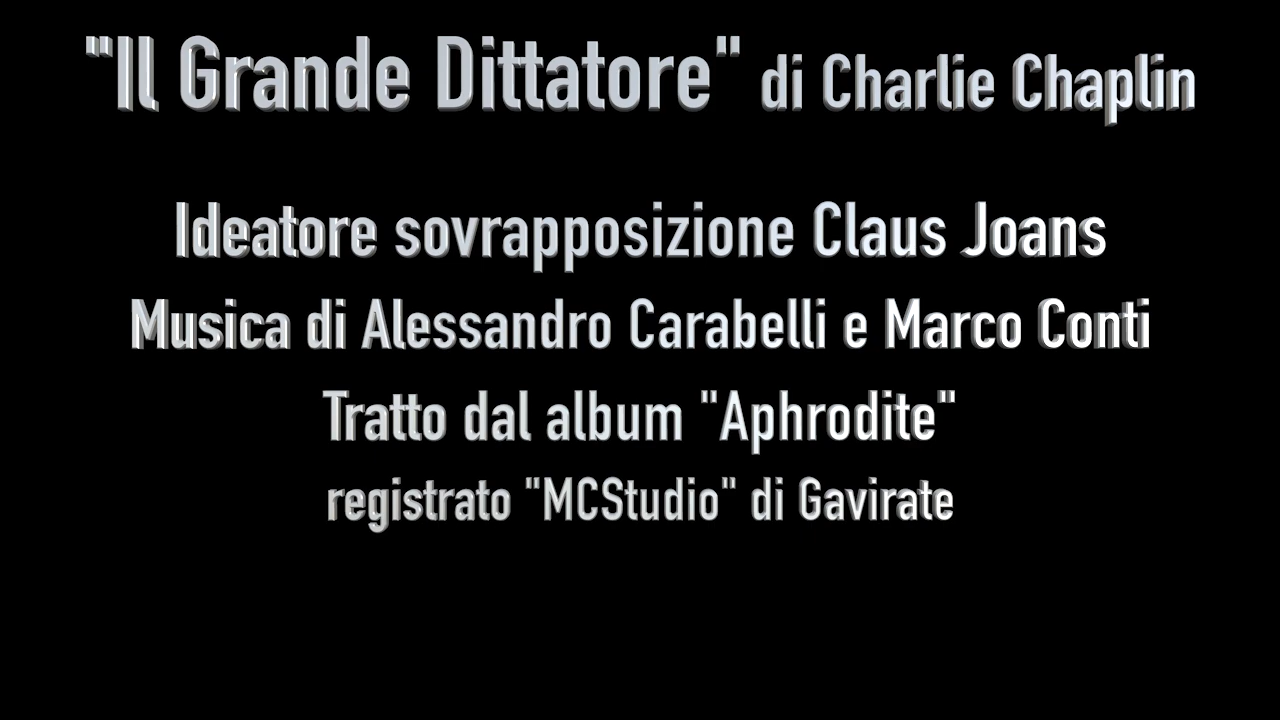 "Il Grande Dittatore" di Charlie Chaplin
Ideatore sovrapposizione Claus Joans
Musica di Alessandro Carabelli e Marco Conti
Tratto dal album "Aphrodite"
registrato "MCStudio" di Gavirate